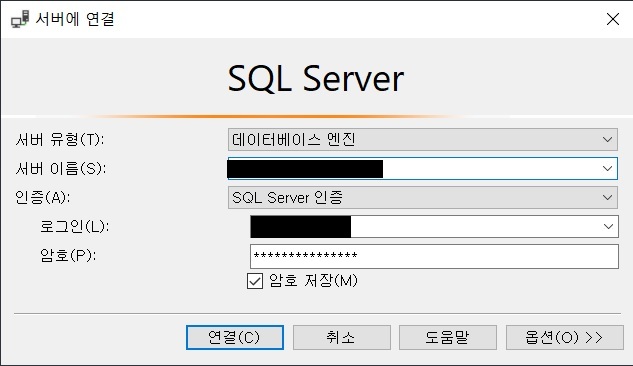 서버에 연결
SQL Server
서버 유형(T): 데이터베이스 엔진
서버 이름(S):
인증(A): SQL Server 인증
로그인(L):
암호(P): ***************
암호 저장(M)
연결(C) 취소 도움말 옵션(O) >>